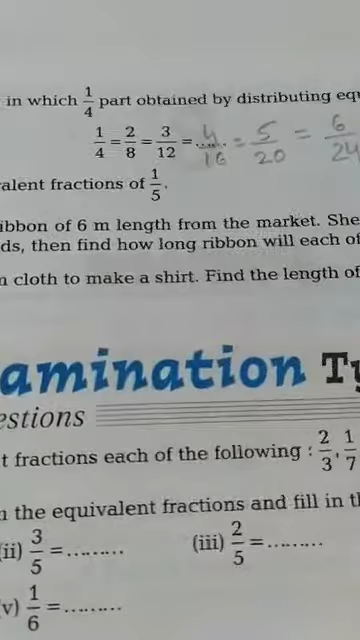 in which 1/4 part obtained by distributing equ
1/4 = 2/8 = 3/12 = ...... 4/16 = 5/20 = 6/24
valent fractions of 1/5.
ibbon of 6 m length from the market. She
ds, then find how long ribbon will each of
n cloth to make a shirt. Find the length of
amination Ty
estions
t fractions each of the following : 2/3, 1/7
n the equivalent fractions and fill in th
(ii) 3/5 = ......... (iii) 2/5 = .........
v) 1/6 = .........